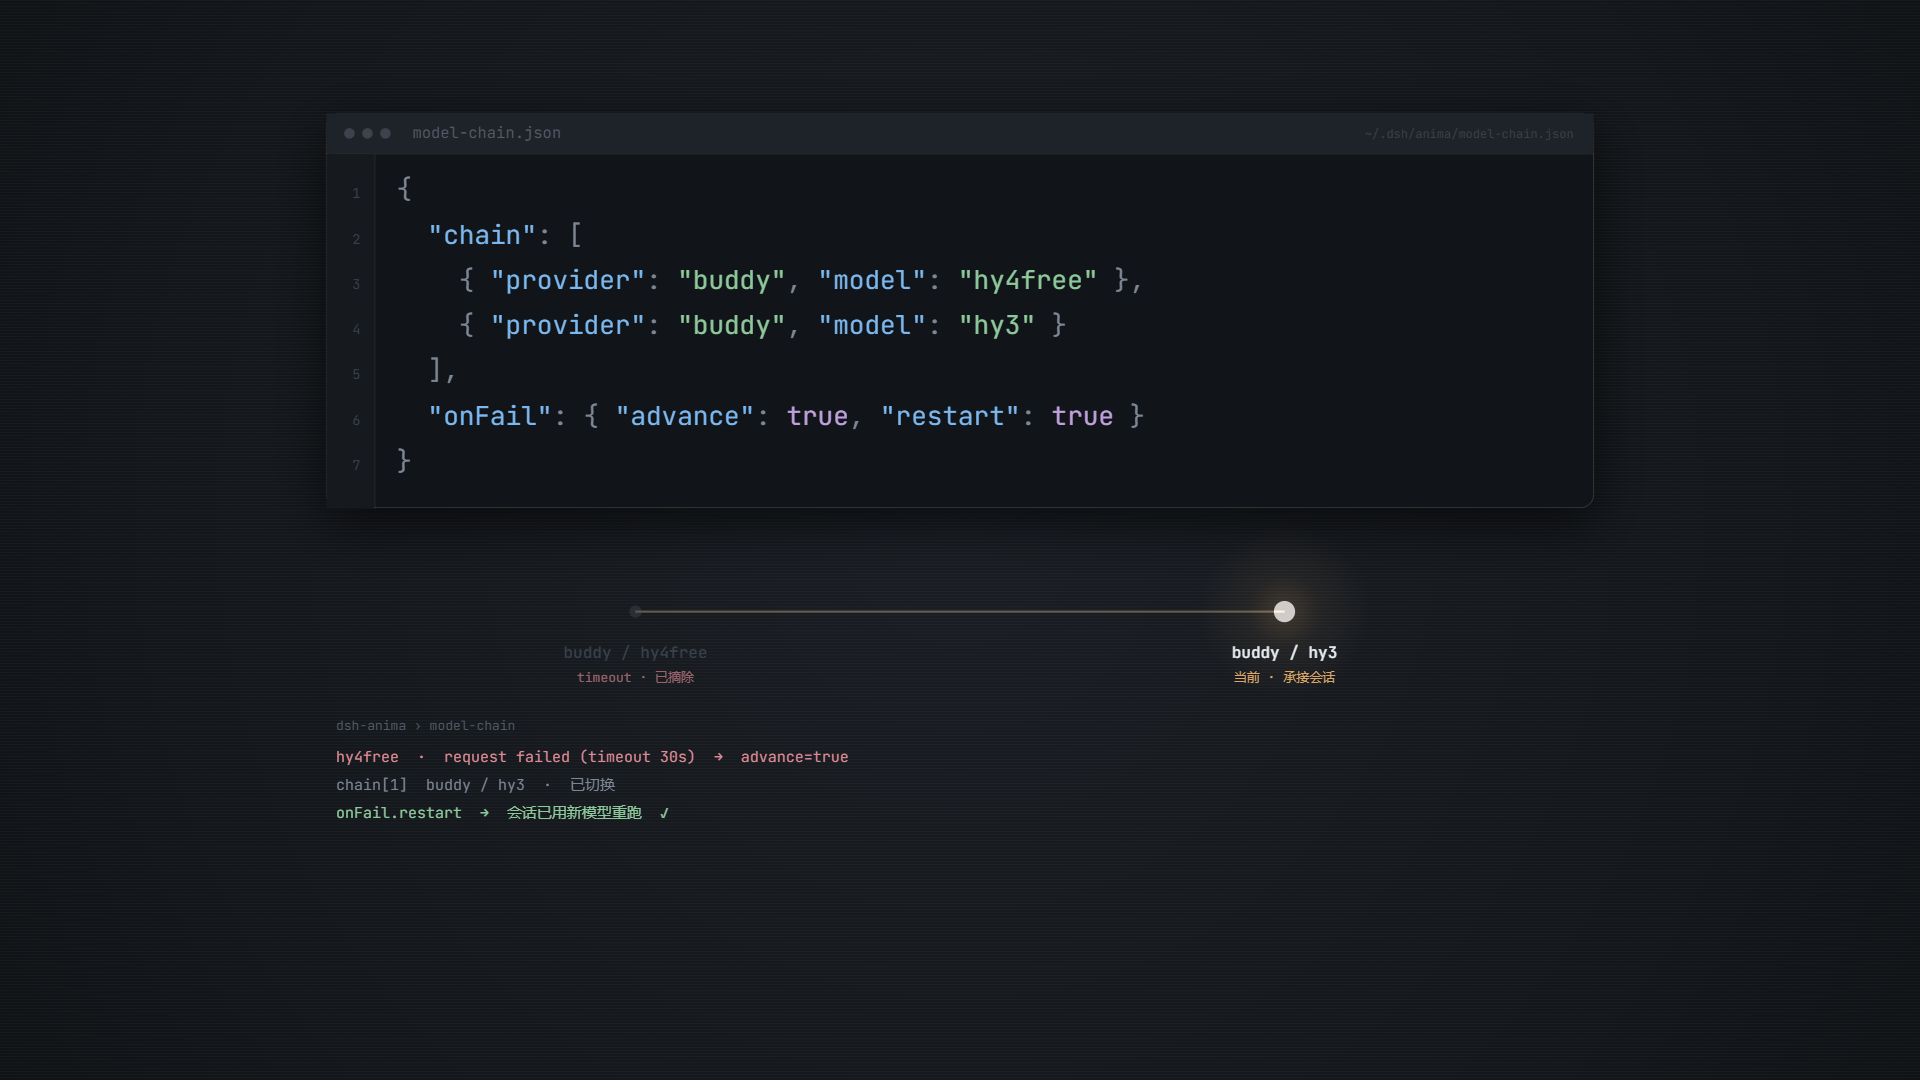 model-chain.json
~/.dsh/anima/model-chain.json
1 {
2 "chain": [
3 { "provider": "buddy", "model": "hy4free" },
4 { "provider": "buddy", "model": "hy3" }
5 ],
6 "onFail": { "advance": true, "restart": true }
7 }
buddy / hy4free
timeout · 已摘除
buddy / hy3
当前 · 承接会话
dsh-anima › model-chain
hy4free · request failed (timeout 30s) → advance=true
chain[1] buddy / hy3 · 已切换
onFail.restart → 会话已用新模型重跑 ✓